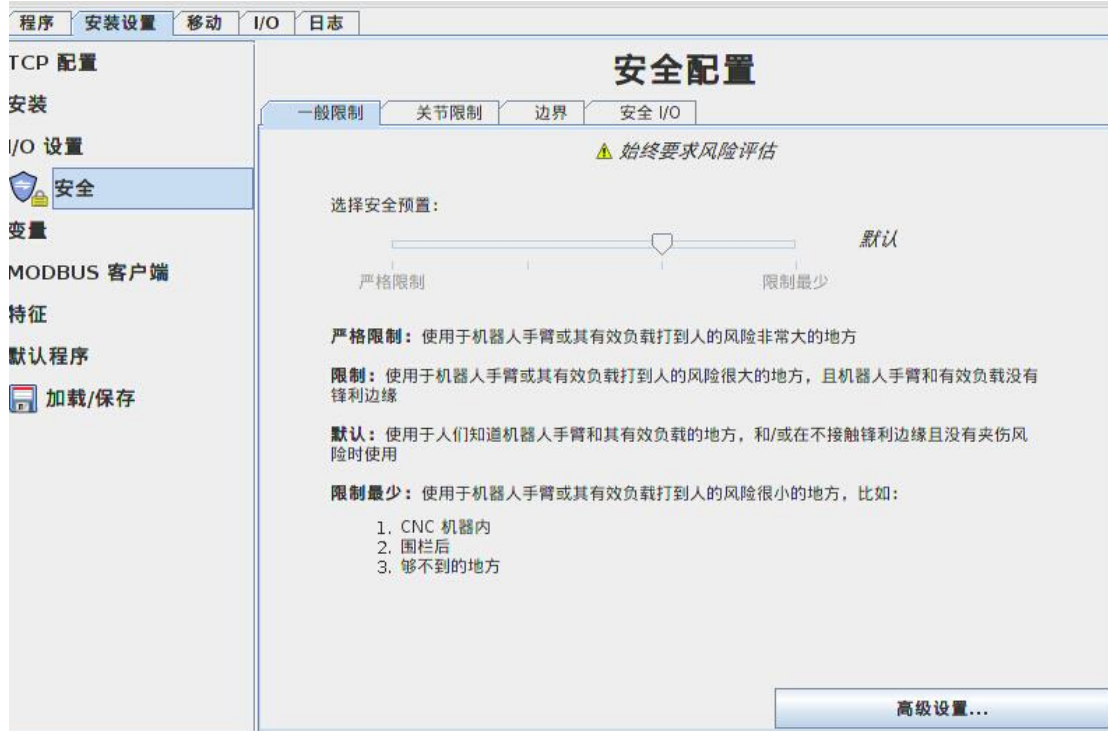 程序 安装设置 移动 I/O 日志
TCP 配置
安装
I/O 设置
安全
变量
MODBUS 客户端
特征
默认程序
加载/保存
安全配置
一般限制 关节限制 边界 安全 I/O
始终要求风险评估
选择安全预置:
默认
严格限制 限制最少
严格限制: 使用于机器人手臂或其有效负载打到人的风险非常大的地方
限制: 使用于机器人手臂或其有效负载打到人的风险很大的地方, 且机器人手臂和有效负载没有
锋利边缘
默认: 使用于人们知道机器人手臂和其有效负载的地方, 和/或在不接触锋利边缘且没有夹伤风
险时使用
限制最少: 使用于机器人手臂或其有效负载打到人的风险很小的地方, 比如:
1. CNC 机器内
2. 围栏后
3. 够不到的地方
高级设置...